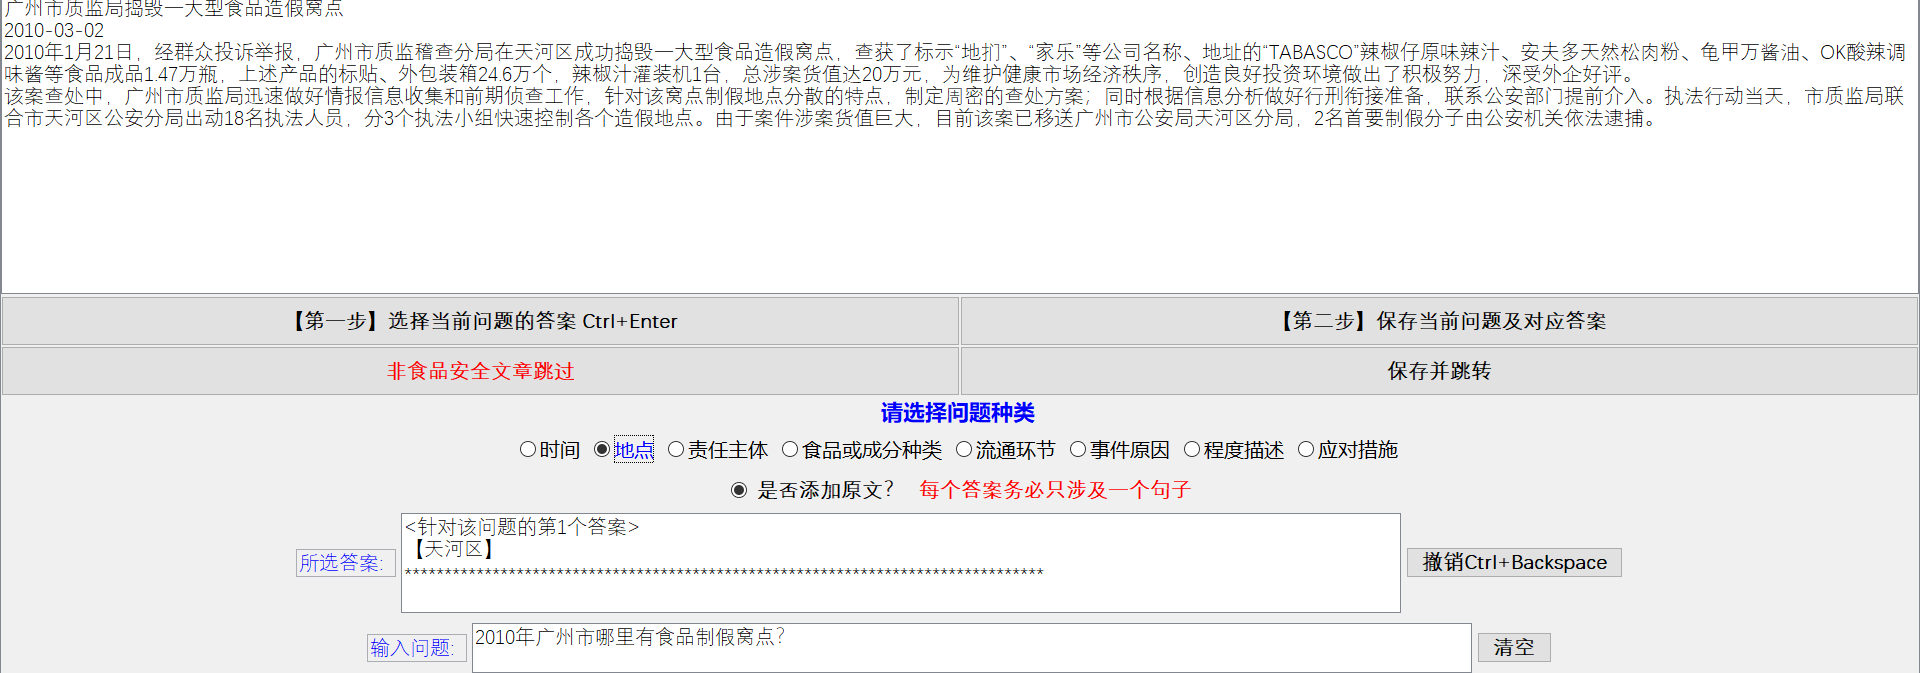 广州市质监局捣毁一大型食品造假窝点
2010-03-02
2010年1月21日，经群众投诉举报，广州市质监稽查分局在天河区成功捣毁一大型食品造假窝点，查获了标示“地扪”、“家乐”等公司名称、地址的“TABASCO”辣椒仔原味辣汁、安夫多天然松肉粉、龟甲万酱油、OK酸辣调
味酱等食品成品1.47万瓶，上述产品的标贴、外包装箱24.6万个，辣椒汁灌装机1台，总涉案货值达20万元，为维护健康市场经济秩序，创造良好投资环境做出了积极努力，深受外企好评。
该案查处中，广州市质监局迅速做好情报信息收集和前期侦查工作，针对该窝点制假地点分散的特点，制定周密的查处方案；同时根据信息分析做好行刑衔接准备，联系公安部门提前介入。执法行动当天，市质监局联
合市天河区公安分局出动18名执法人员，分3个执法小组快速控制各个造假地点。由于案件涉案货值巨大，目前该案已移送广州市公安局天河区分局，2名首要制假分子由公安机关依法逮捕。
【第一步】选择当前问题的答案 Ctrl+Enter
【第二步】保存当前问题及对应答案
非食品安全文章跳过
保存并跳转
请选择问题种类
时间 地点 责任主体 食品或成分种类 流通环节 事件原因 程度描述 应对措施
是否添加原文？ 每个答案务必只涉及一个句子
所选答案:
<针对该问题的第1个答案>
【天河区】
********************************************************************************
撤销Ctrl+Backspace
输入问题:
2010年广州市哪里有食品制假窝点？
清空